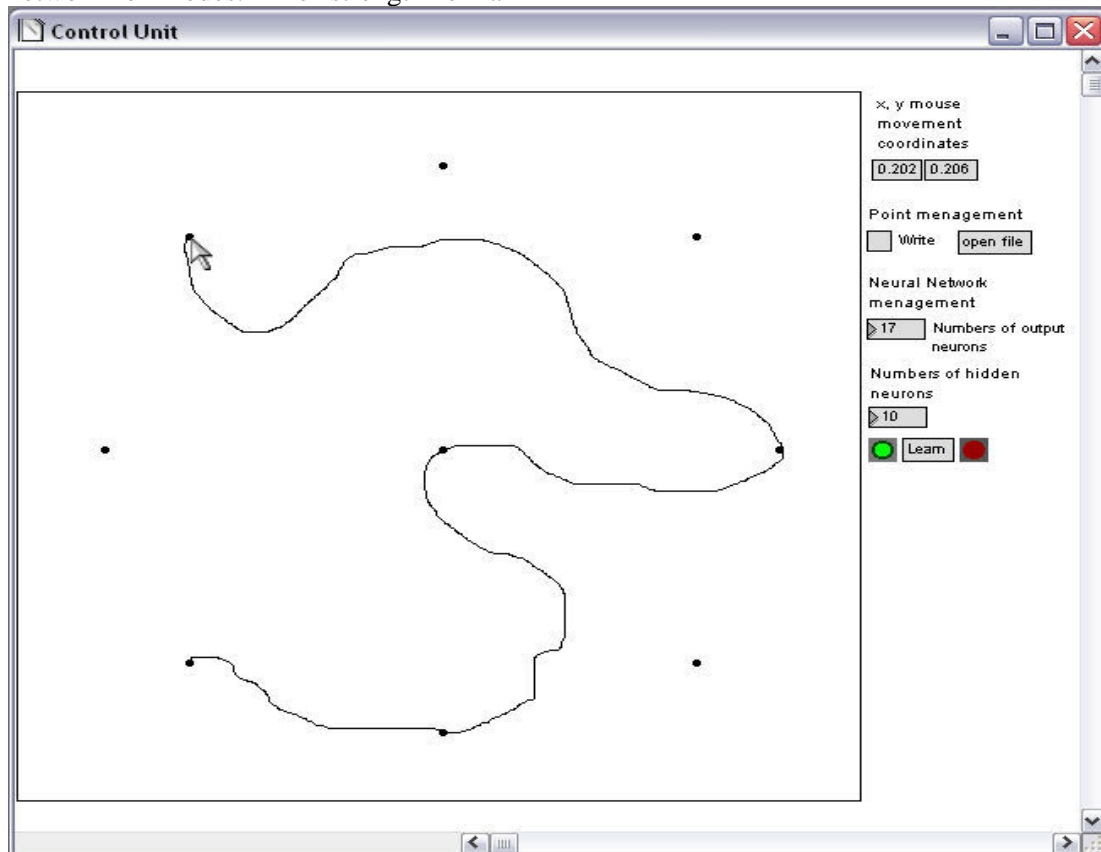 Control Unit
x, y mouse
movement
coordinates
0.202 0.206
Point menagement
Write open file
Neural Network
menagement
17 Numbers of output
neurons
Numbers of hidden
neurons
10
Learn